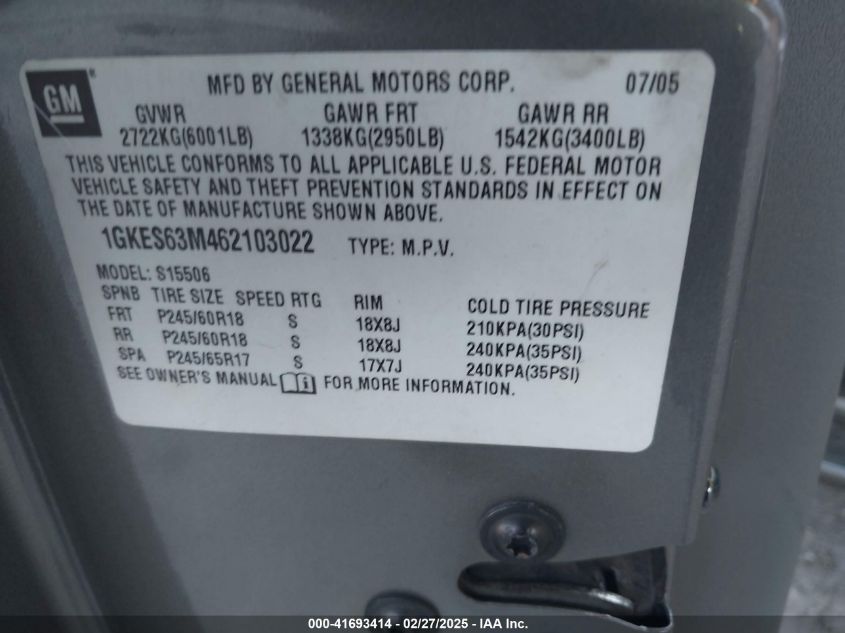 GM
MFD BY GENERAL MOTORS CORP. 07/05
GVWR GAWR FRT GAWR RR
2722KG(6001LB) 1338KG(2950LB) 1542KG(3400LB)
THIS VEHICLE CONFORMS TO ALL APPLICABLE U.S. FEDERAL MOTOR
VEHICLE SAFETY AND THEFT PREVENTION STANDARDS IN EFFECT ON
THE DATE OF MANUFACTURE SHOWN ABOVE.
1GKES63M462103022 TYPE: M.P.V.
MODEL: S15506
SPNB TIRE SIZE SPEED RTG RIM COLD TIRE PRESSURE
FRT P245/60R18 S 18X8J 210KPA(30PSI)
RR P245/60R18 S 18X8J 240KPA(35PSI)
SPA P245/65R17 S 17X7J 240KPA(35PSI)
SEE OWNER'S MANUAL FOR MORE INFORMATION.
000-41693414 - 02/27/2025 - IAA Inc.